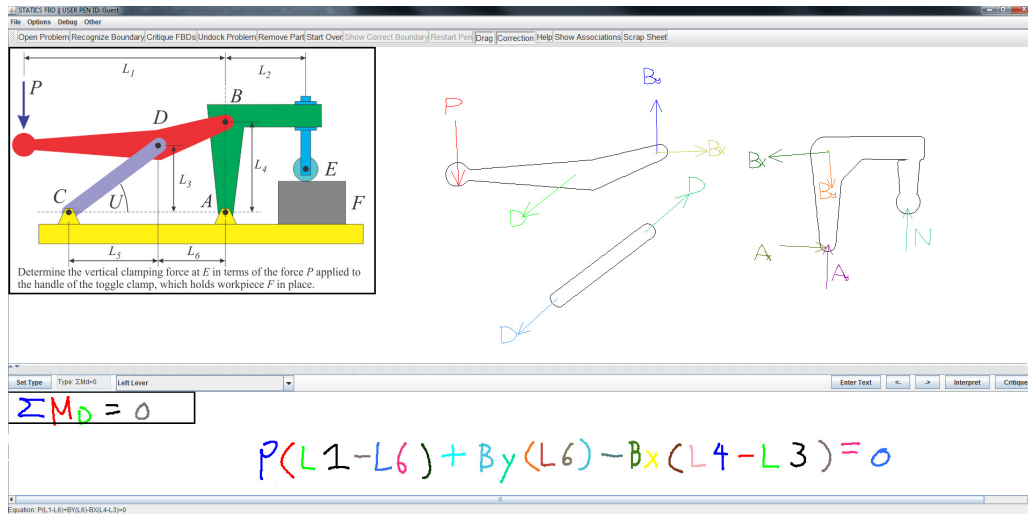 STATICS FBD || USER PEN ID: Guest
File Options Debug Other
Open Problem Recognize Boundary Critique FBDs Undock Problem Remove Part Start Over Show Correct Boundary Restart Pen Drag Correction Help Show Associations Scrap Sheet
L1 L2
P
B
D
E
L3 L4
C U A F
L5 L6
Determine the vertical clamping force at E in terms of the force P applied to
the handle of the toggle clamp, which holds workpiece F in place.
By
P
Bx
D
D
D
Bx
By
Ax
Ay
N
Set Type Type: ΣMd=0 Left Lever Enter Text <- -> Interpret Critique
ΣMD = 0
P(L1-L6)+By(L6)-Bx(L4-L3)=0
Equation: P(L1-L6)+BY(L6)-BX(L4-L3)=0